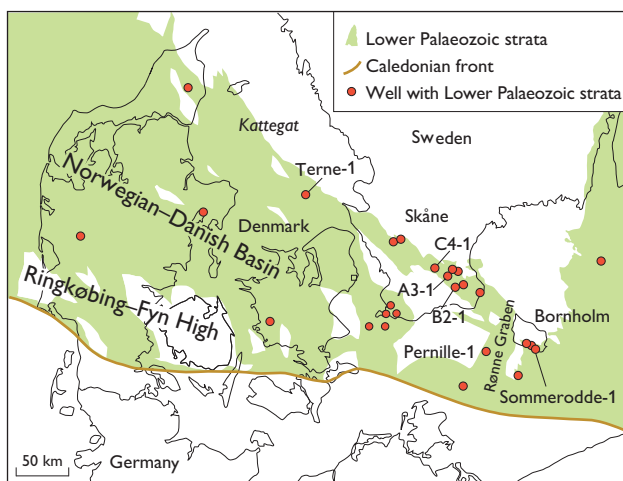 Lower Palaeozoic strata
Caledonian front
Well with Lower Palaeozoic strata
Kattegat
Sweden
Terne-1
Norwegian–Danish Basin
Skåne
Denmark
C4-1
Ringkøbing–Fyn High
A3-1
B2-1
Rønne Graben
Bornholm
Pernille-1
Sommerodde-1
Germany
50 km